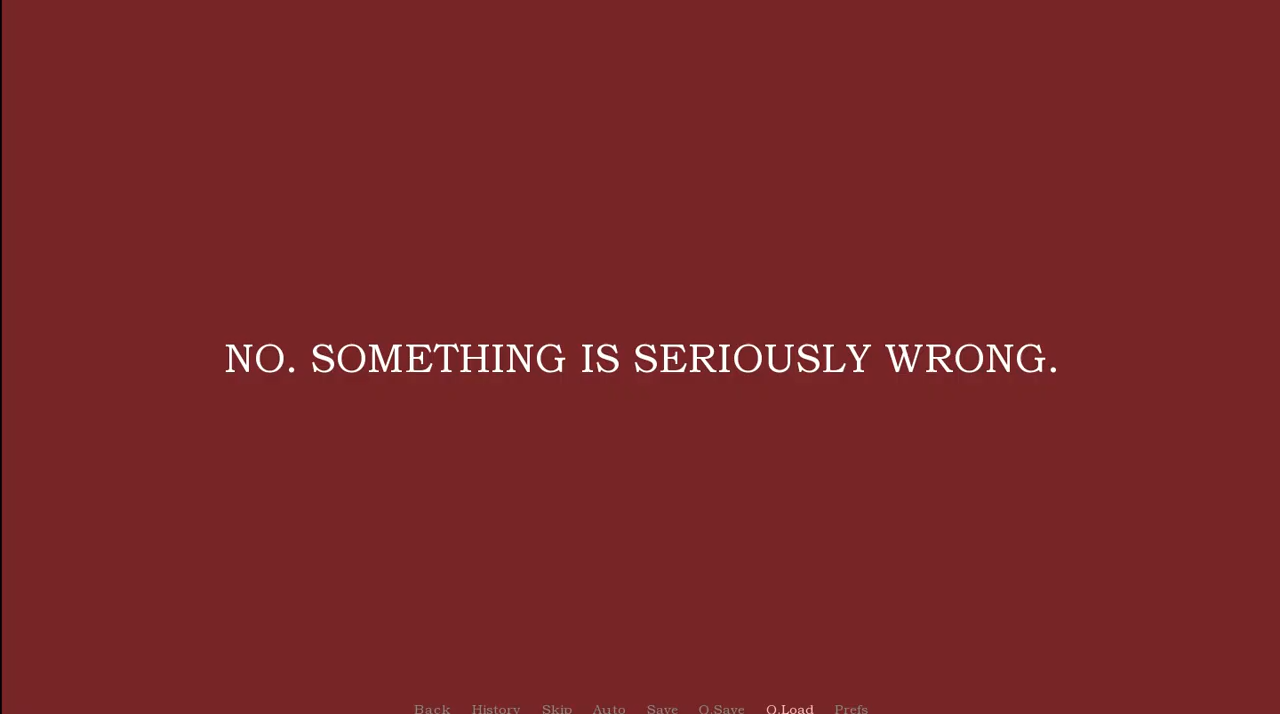 NO. SOMETHING IS SERIOUSLY WRONG.
Back History Skip Auto Save Q.Save Q.Load Prefs